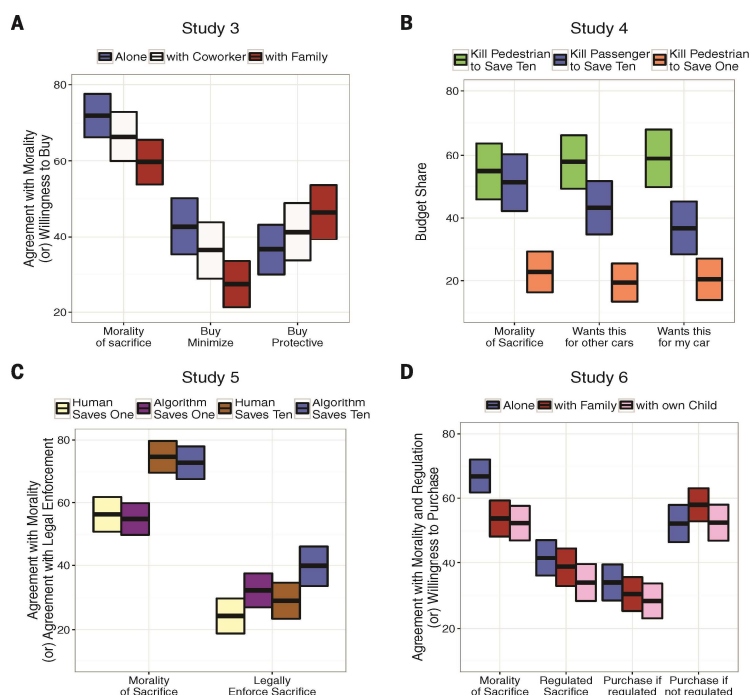 A
Study 3
Alone with Coworker with Family
Agreement with Morality
(or) Willingness to Buy
80
60
40
20
Morality
of sacrifice
Buy
Minimize
Buy
Protective
B
Study 4
Kill Pedestrian
to Save Ten
Kill Passenger
to Save Ten
Kill Pedestrian
to Save One
Budget Share
80
60
40
20
Morality
of Sacrifice
Wants this
for other cars
Wants this
for my car
C
Study 5
Human
Saves One
Algorithm
Saves One
Human
Saves Ten
Algorithm
Saves Ten
Agreement with Morality
(or) Agreement with Legal Enforcement
80
60
40
20
Morality
of Sacrifice
Legally
Enforce Sacrifice
D
Study 6
Alone with Family with own Child
Agreement with Morality and Regulation
(or) Willingness to Purchase
80
60
40
20
Morality
of Sacrifice
Regulated
Sacrifice
Purchase if
regulated
Purchase if
not regulated